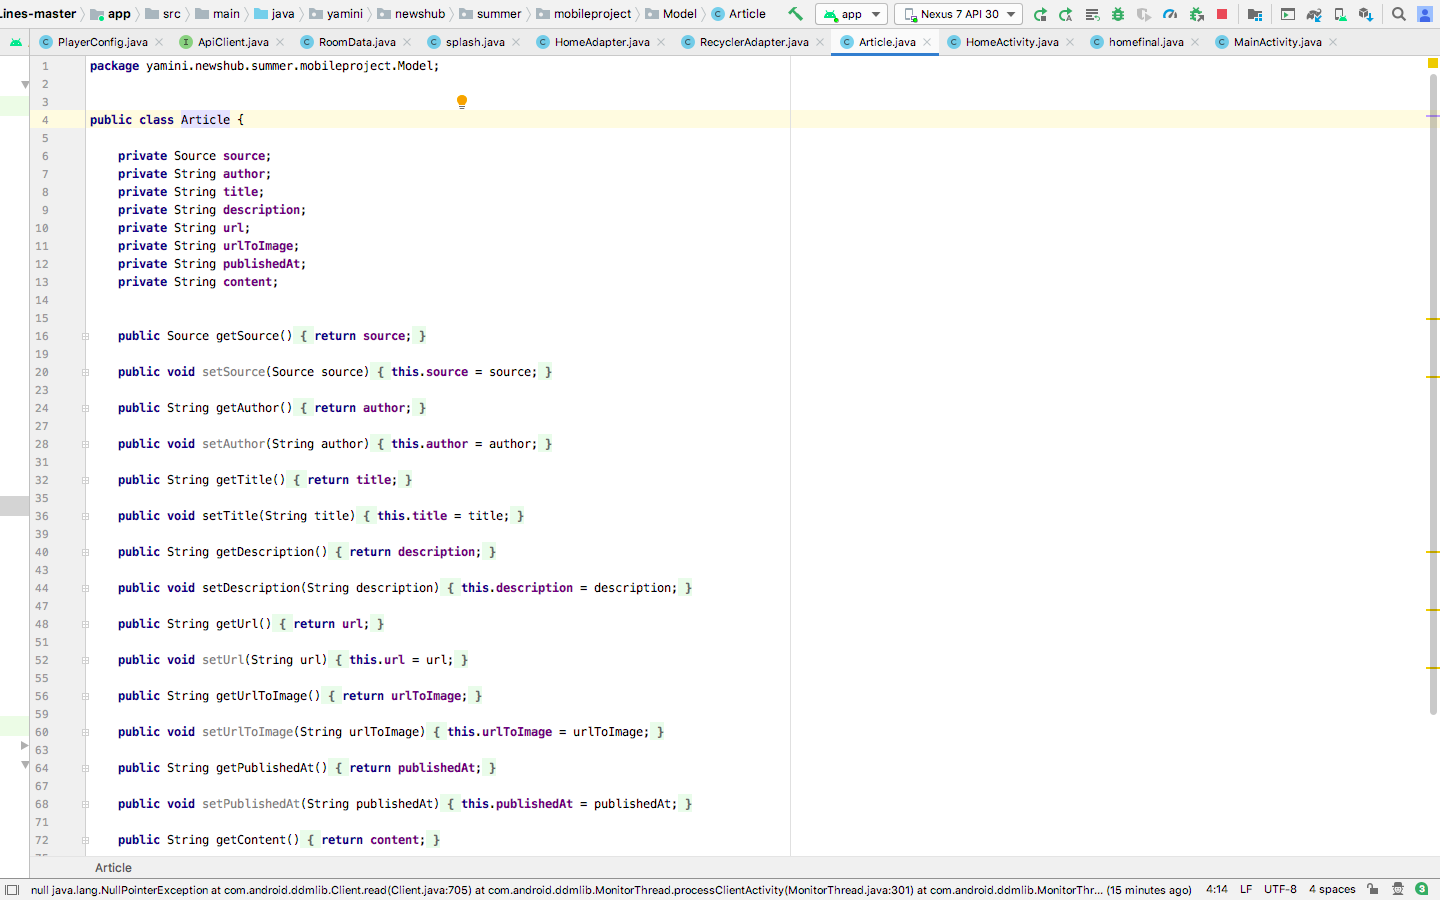 Lines-master app src main java yamini newshub summer mobileproject Model Article app Nexus 7 API 30
PlayerConfig.java ApiClient.java RoomData.java splash.java HomeAdapter.java RecyclerAdapter.java Article.java HomeActivity.java homefinal.java MainActivity.java
1 package yamini.newshub.summer.mobileproject.Model;
2
3
4 public class Article {
5
6 private Source source;
7 private String author;
8 private String title;
9 private String description;
10 private String url;
11 private String urlToImage;
12 private String publishedAt;
13 private String content;
14
15
16 public Source getSource() { return source; }
19
20 public void setSource(Source source) { this.source = source; }
23
24 public String getAuthor() { return author; }
27
28 public void setAuthor(String author) { this.author = author; }
31
32 public String getTitle() { return title; }
35
36 public void setTitle(String title) { this.title = title; }
39
40 public String getDescription() { return description; }
43
44 public void setDescription(String description) { this.description = description; }
47
48 public String getUrl() { return url; }
51
52 public void setUrl(String url) { this.url = url; }
55
56 public String getUrlToImage() { return urlToImage; }
59
60 public void setUrlToImage(String urlToImage) { this.urlToImage = urlToImage; }
63
64 public String getPublishedAt() { return publishedAt; }
67
68 public void setPublishedAt(String publishedAt) { this.publishedAt = publishedAt; }
71
72 public String getContent() { return content; }
Article
null java.lang.NullPointerException at com.android.ddmlib.Client.read(Client.java:705) at com.android.ddmlib.MonitorThread.processClientActivity(MonitorThread.java:301) at com.android.ddmlib.MonitorThr... (15 minutes ago) 4:14 LF UTF-8 4 spaces 3